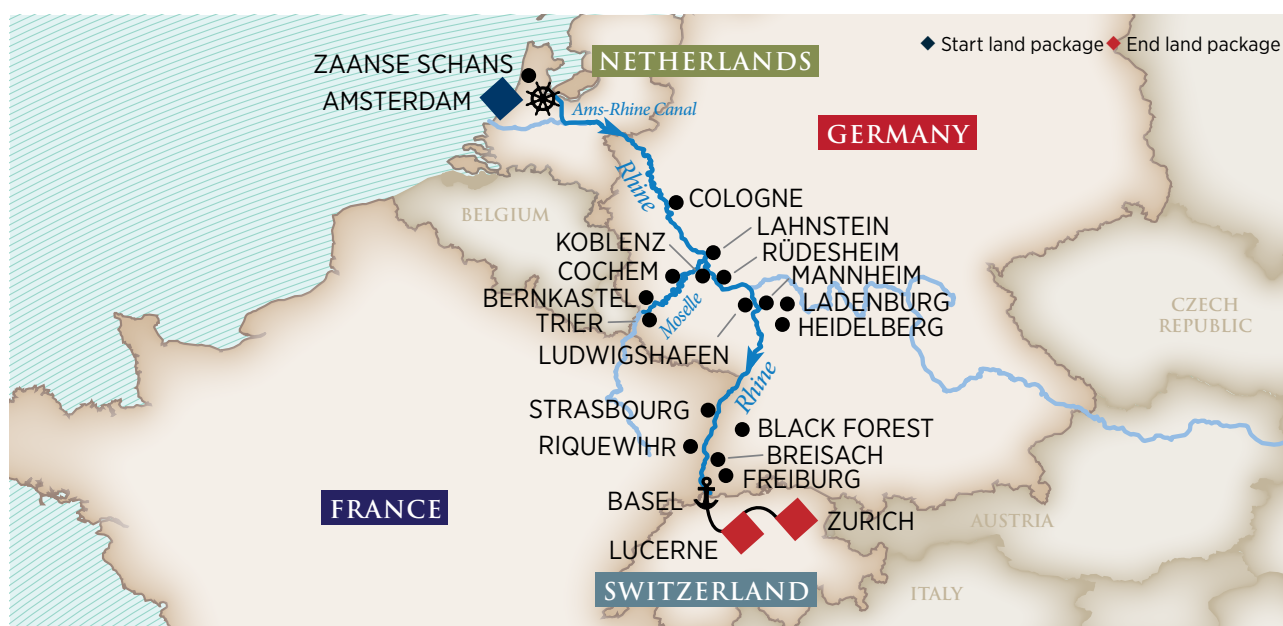 Start land package
End land package
NETHERLANDS
ZAANSE SCHANS
AMSTERDAM
Ams-Rhine Canal
GERMANY
Rhine
COLOGNE
BELGIUM
LAHNSTEIN
KOBLENZ
RÜDESHEIM
COCHEM
MANNHEIM
BERNKASTEL
LADENBURG
TRIER
Moselle
HEIDELBERG
CZECH
REPUBLIC
LUDWIGSHAFEN
Rhine
STRASBOURG
BLACK FOREST
RIQUEWIHR
BREISACH
FREIBURG
BASEL
FRANCE
ZURICH
AUSTRIA
LUCERNE
SWITZERLAND
ITALY